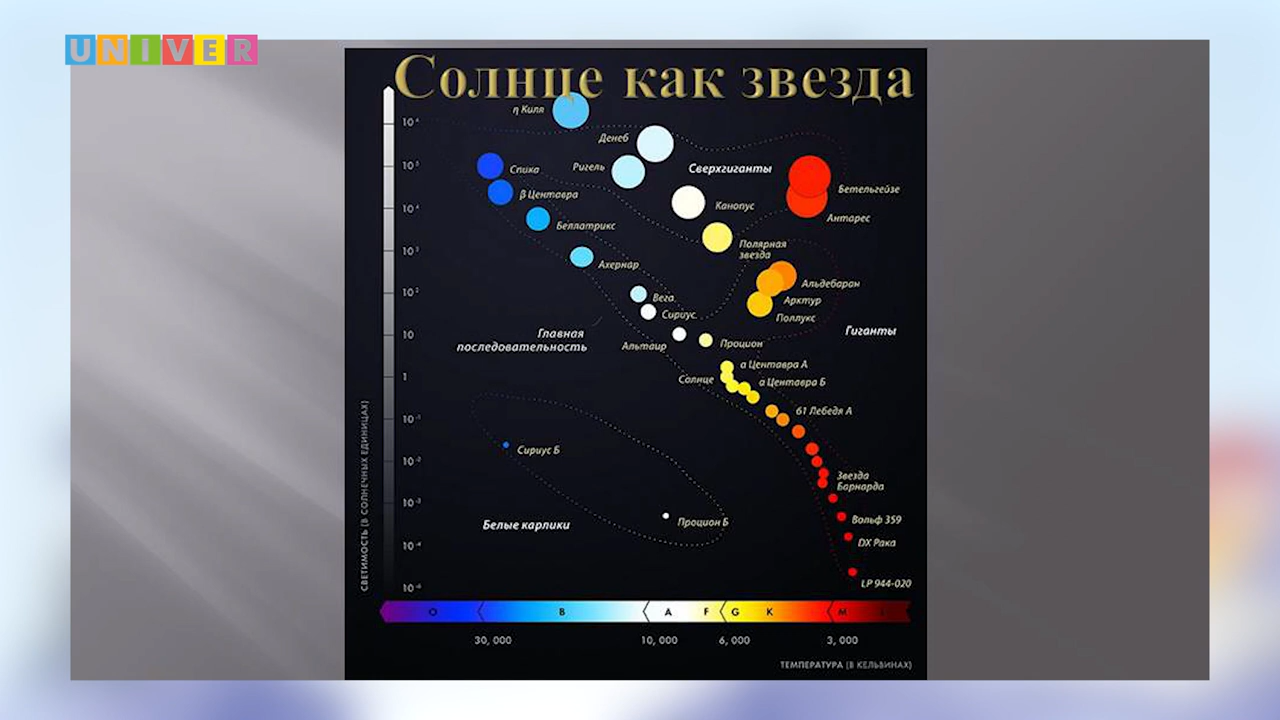 UNIVER
Солнце как звезда
η Киля
10⁶
Денеб
10⁵
Спика
Ригель
Сверхгиганты
Бетельгейзе
β Центавра
10⁴
Канопус
Антарес
Беллатрикс
10³
Полярная
звезда
Ахернар
10²
Альдебаран
Вега
Арктур
Сириус
Поллукс
Главная
последовательность
10
Альтаир
Процион
Гиганты
α Центавра А
1
Солнце
α Центавра Б
10⁻¹
61 Лебедя А
Сириус Б
10⁻²
Звезда
Барнарда
10⁻³
Белые карлики
Процион Б
Вольф 359
10⁻⁴
DX Рака
LP 944-020
СВЕТИМОСТЬ (В СОЛНЕЧНЫХ ЕДИНИЦАХ)
O B A F G K M
30, 000 10, 000 6, 000 3, 000
ТЕМПЕРАТУРА (В КЕЛЬВИНАХ)